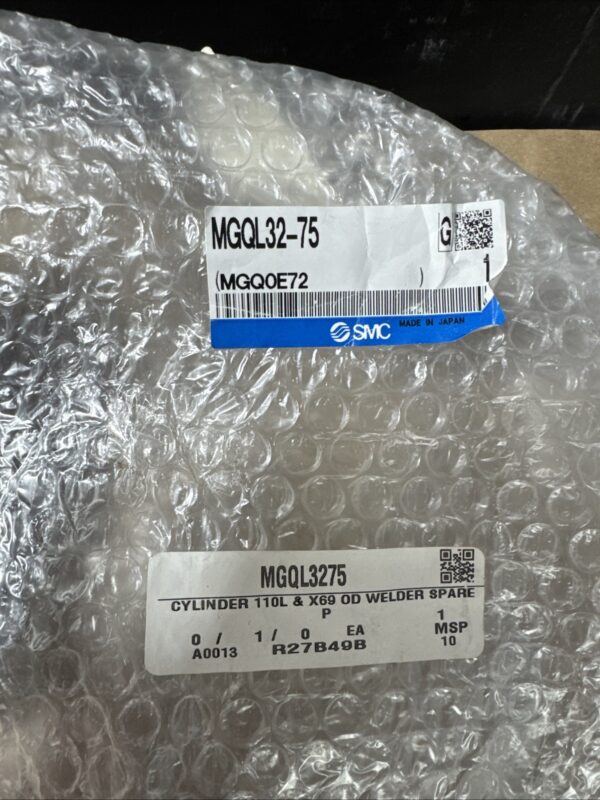 MGQL32-75
G
(MGQ0E72 )
1
SMC MADE IN JAPAN
MGQL3275
CYLINDER 110L & X69 OD WELDER SPARE
P 1
0 / 1 / 0 EA MSP
A0013 R27B49B 10